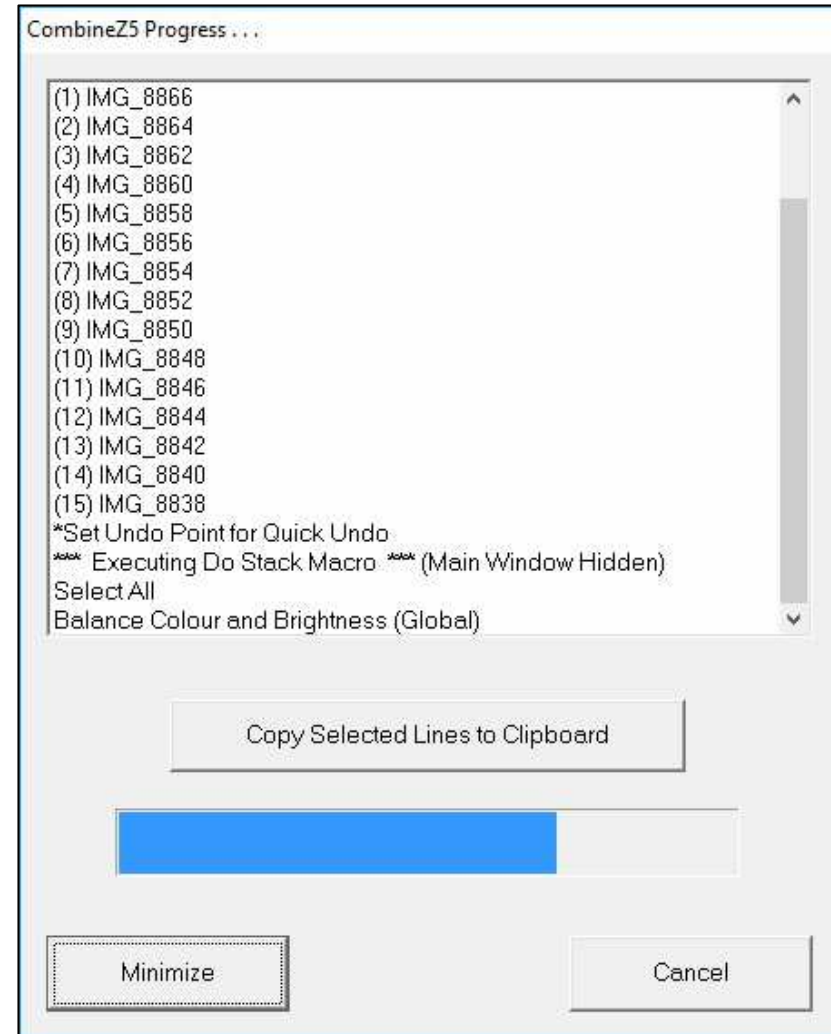 CombineZ5 Progress . . .
(1) IMG_8866
(2) IMG_8864
(3) IMG_8862
(4) IMG_8860
(5) IMG_8858
(6) IMG_8856
(7) IMG_8854
(8) IMG_8852
(9) IMG_8850
(10) IMG_8848
(11) IMG_8846
(12) IMG_8844
(13) IMG_8842
(14) IMG_8840
(15) IMG_8838
*Set Undo Point for Quick Undo
*** Executing Do Stack Macro *** (Main Window Hidden)
Select All
Balance Colour and Brightness (Global)
Copy Selected Lines to Clipboard
Minimize
Cancel